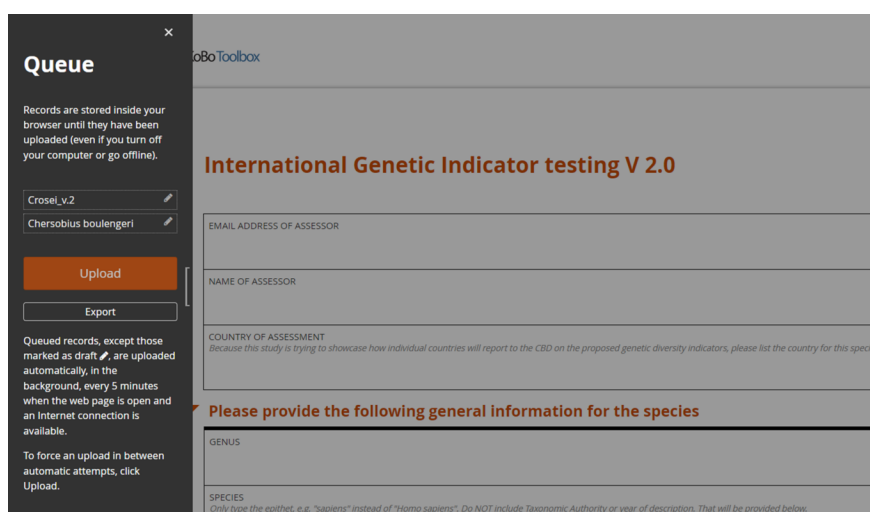 ×
Queue
Records are stored inside your
browser until they have been
uploaded (even if you turn off
your computer or go offline).
Crosei_v.2
Chersobius boulengeri
Upload
Export
Queued records, except those
marked as draft , are uploaded
automatically, in the
background, every 5 minutes
when the web page is open and
an Internet connection is
available.
To force an upload in between
automatic attempts, click
Upload.
oBoToolbox
International Genetic Indicator testing V 2.0
EMAIL ADDRESS OF ASSESSOR
NAME OF ASSESSOR
COUNTRY OF ASSESSMENT
Because this study is trying to showcase how individual countries will report to the CBD on the proposed genetic diversity indicators, please list the country for this speci
Please provide the following general information for the species
GENUS
SPECIES
Only type the epithet, e.g. "sapiens" instead of "Homo sapiens". Do NOT include Taxonomic Authority or year of description. That will be provided below.